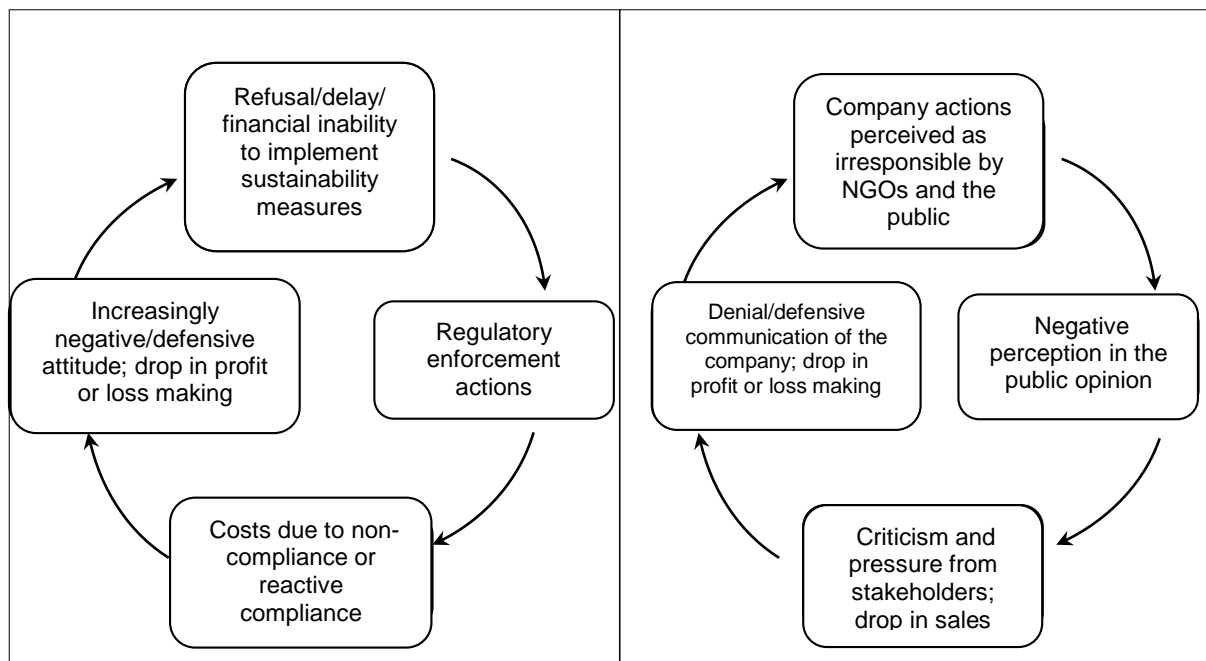 Refusal/delay/
financial inability
to implement
sustainability
measures
Regulatory
enforcement
actions
Costs due to non-
compliance or
reactive
compliance
Increasingly
negative/defensive
attitude; drop in profit
or loss making
Company actions
perceived as
irresponsible by
NGOs and the
public
Negative
perception in the
public opinion
Criticism and
pressure from
stakeholders;
drop in sales
Denial/defensive
communication of the
company; drop in
profit or loss making